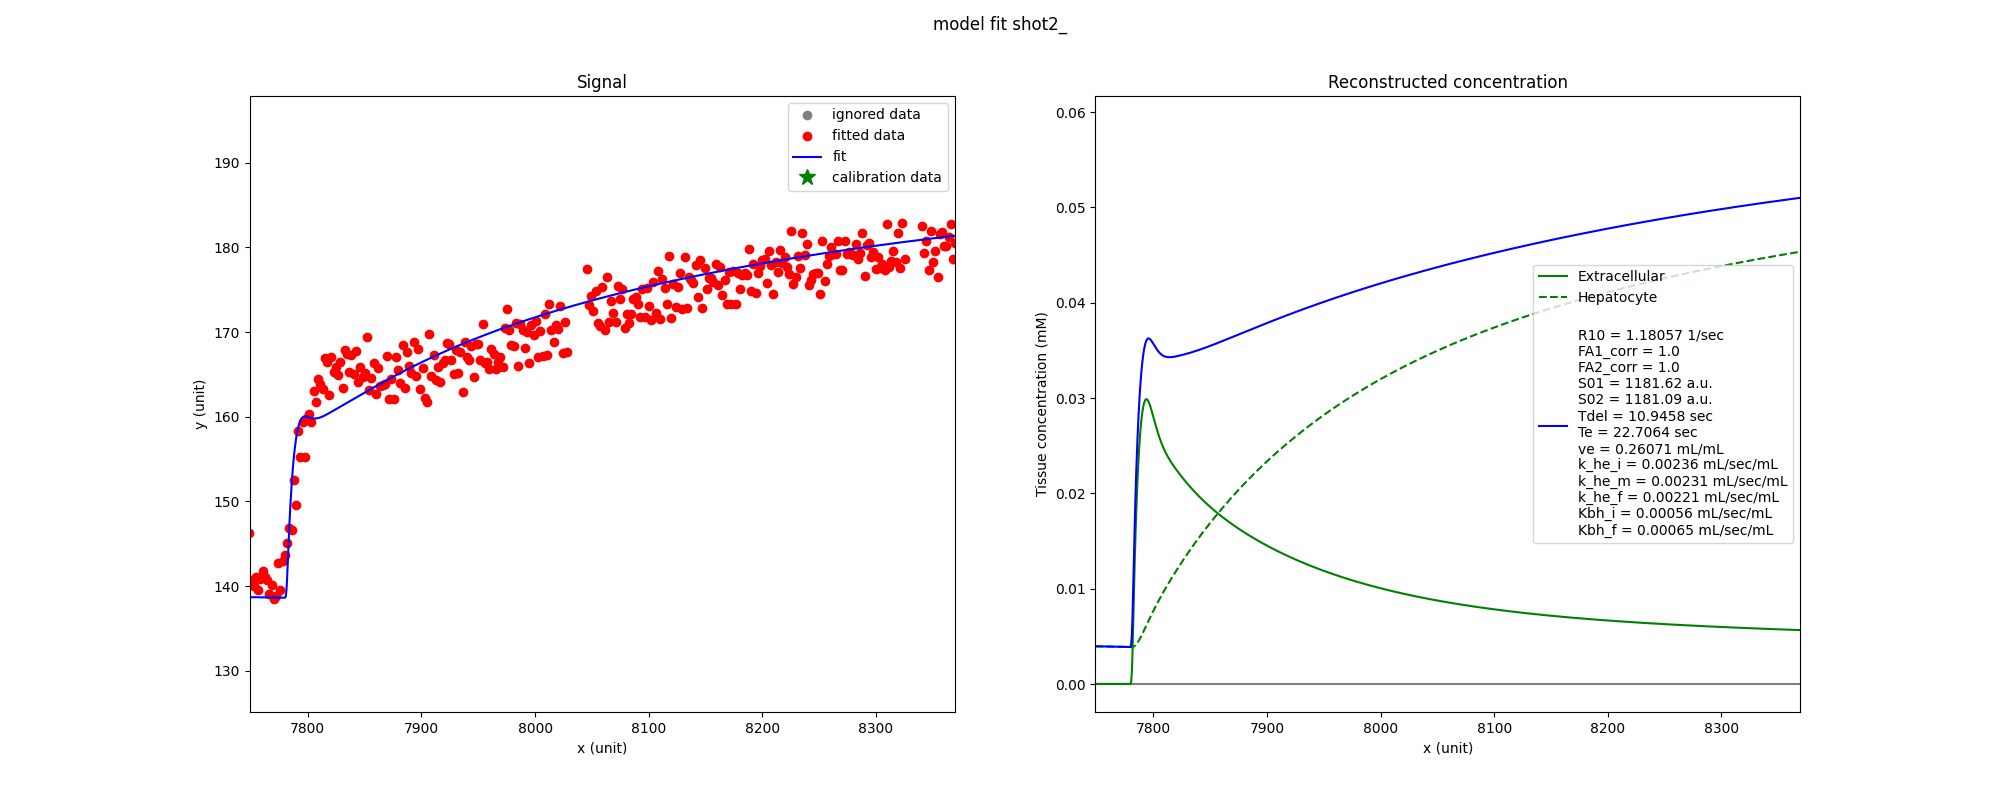 model fit shot2_
Signal
190
180
170
160
150
140
130
y (unit)
7800 7900 8000 8100 8200 8300
x (unit)
ignored data
fitted data
fit
calibration data
Reconstructed concentration
0.06
0.05
0.04
0.03
0.02
0.01
0.00
Tissue concentration (mM)
7800 7900 8000 8100 8200 8300
x (unit)
Extracellular
Hepatocyte
R10 = 1.18057 1/sec
FA1_corr = 1.0
FA2_corr = 1.0
S01 = 1181.62 a.u.
S02 = 1181.09 a.u.
Tdel = 10.9458 sec
Te = 22.7064 sec
ve = 0.26071 mL/mL
k_he_i = 0.00236 mL/sec/mL
k_he_m = 0.00231 mL/sec/mL
k_he_f = 0.00221 mL/sec/mL
Kbh_i = 0.00056 mL/sec/mL
Kbh_f = 0.00065 mL/sec/mL